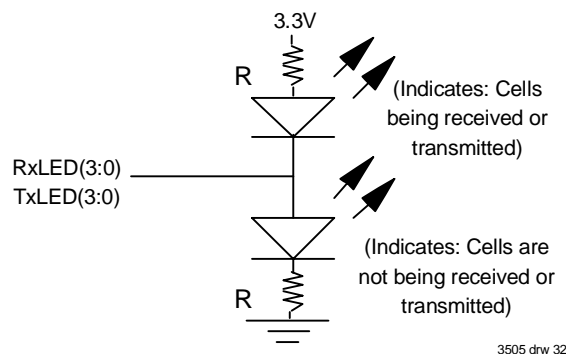 3.3V
R
(Indicates: Cells
being received or
transmitted)
RxLED(3:0)
TxLED(3:0)
(Indicates: Cells are
not being received or
transmitted)
R
3505 drw 32